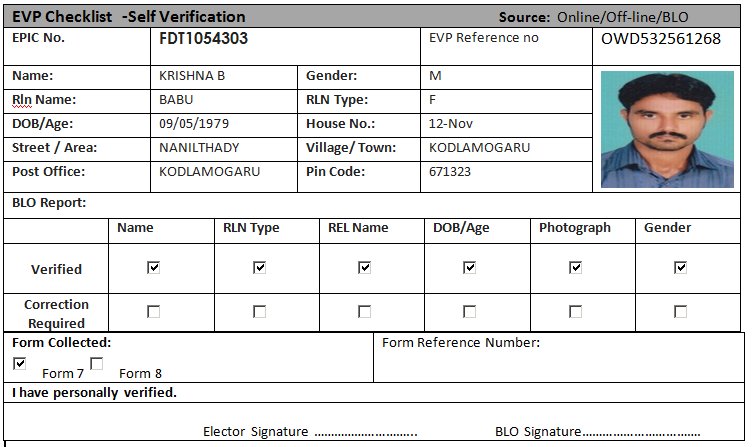 EVP Checklist -Self Verification Source: Online/Off-line/BLO
EPIC No. FDT1054303 EVP Reference no OWD532561268
Name: KRISHNA B Gender: M
Rln Name: BABU RLN Type: F
DOB/Age: 09/05/1979 House No.: 12-Nov
Street / Area: NANILTHADY Village/ Town: KODLAMOGARU
Post Office: KODLAMOGARU Pin Code: 671323
BLO Report:
Name RLN Type REL Name DOB/Age Photograph Gender
Verified
Correction
Required
Form Collected: Form Reference Number:
Form 7 Form 8
I have personally verified.
Elector Signature ………………………….. BLO Signature……………………………….